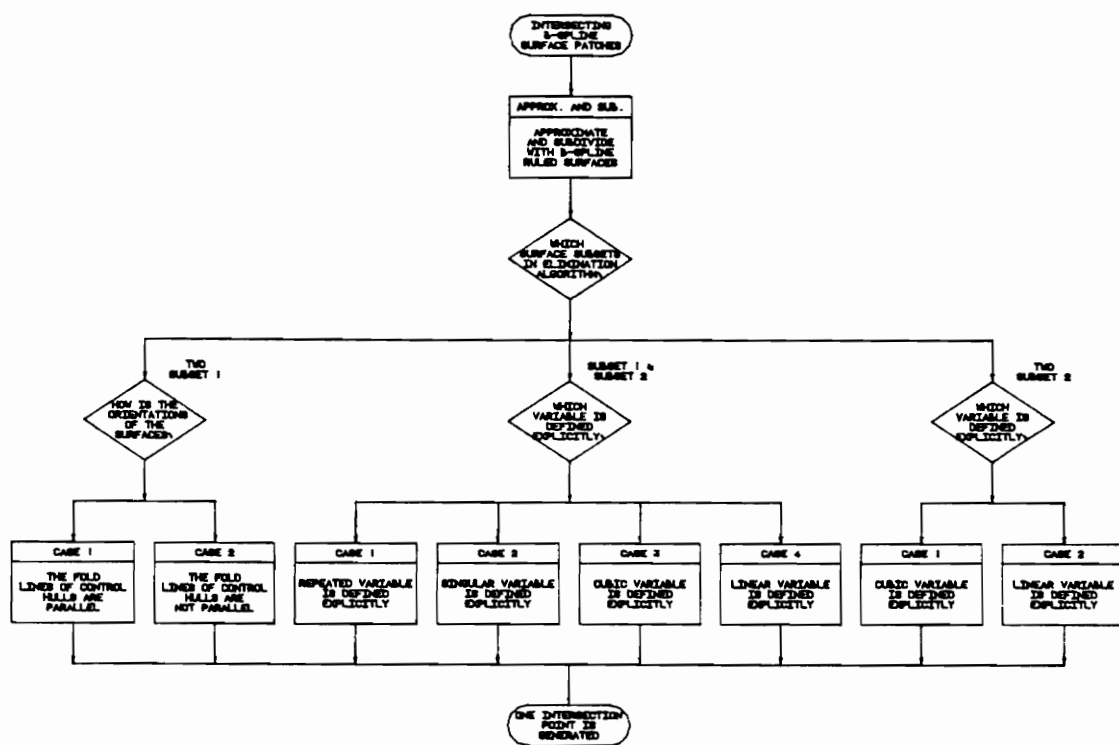 INTERSECTING
B-SPLINE
SURFACE PATCHES
APPROX. AND SUB.
APPROXIMATE
AND SUBDIVIDE
WITH B-SPLINE
RULED SURFACES
WHICH
SURFACE SUBSETS
IN ELIMINATION
ALGORITHM\
TWO
SUBSET 1
SUBSET 1 &
SUBSET 2
TWO
SUBSET 2
HOW IS THE
ORIENTATIONS
OF THE
SURFACES\
WHICH
VARIABLE IS
DEFINED
EXPLICITLY\
WHICH
VARIABLE IS
DEFINED
EXPLICITLY\
CASE 1
THE FOLD
LINES OF CONTROL
HULLS ARE
PARALLEL
CASE 2
THE FOLD
LINES OF CONTROL
HULLS ARE
NOT PARALLEL
CASE 1
REPEATED VARIABLE
IS DEFINED
EXPLICITLY
CASE 2
SINGULAR VARIABLE
IS DEFINED
EXPLICITLY
CASE 3
CUBIC VARIABLE
IS DEFINED
EXPLICITLY
CASE 4
LINEAR VARIABLE
IS DEFINED
EXPLICITLY
CASE 1
CUBIC VARIABLE
IS DEFINED
EXPLICITLY
CASE 2
LINEAR VARIABLE
IS DEFINED
EXPLICITLY
ONE INTERSECTION
POINT IS
GENERATED